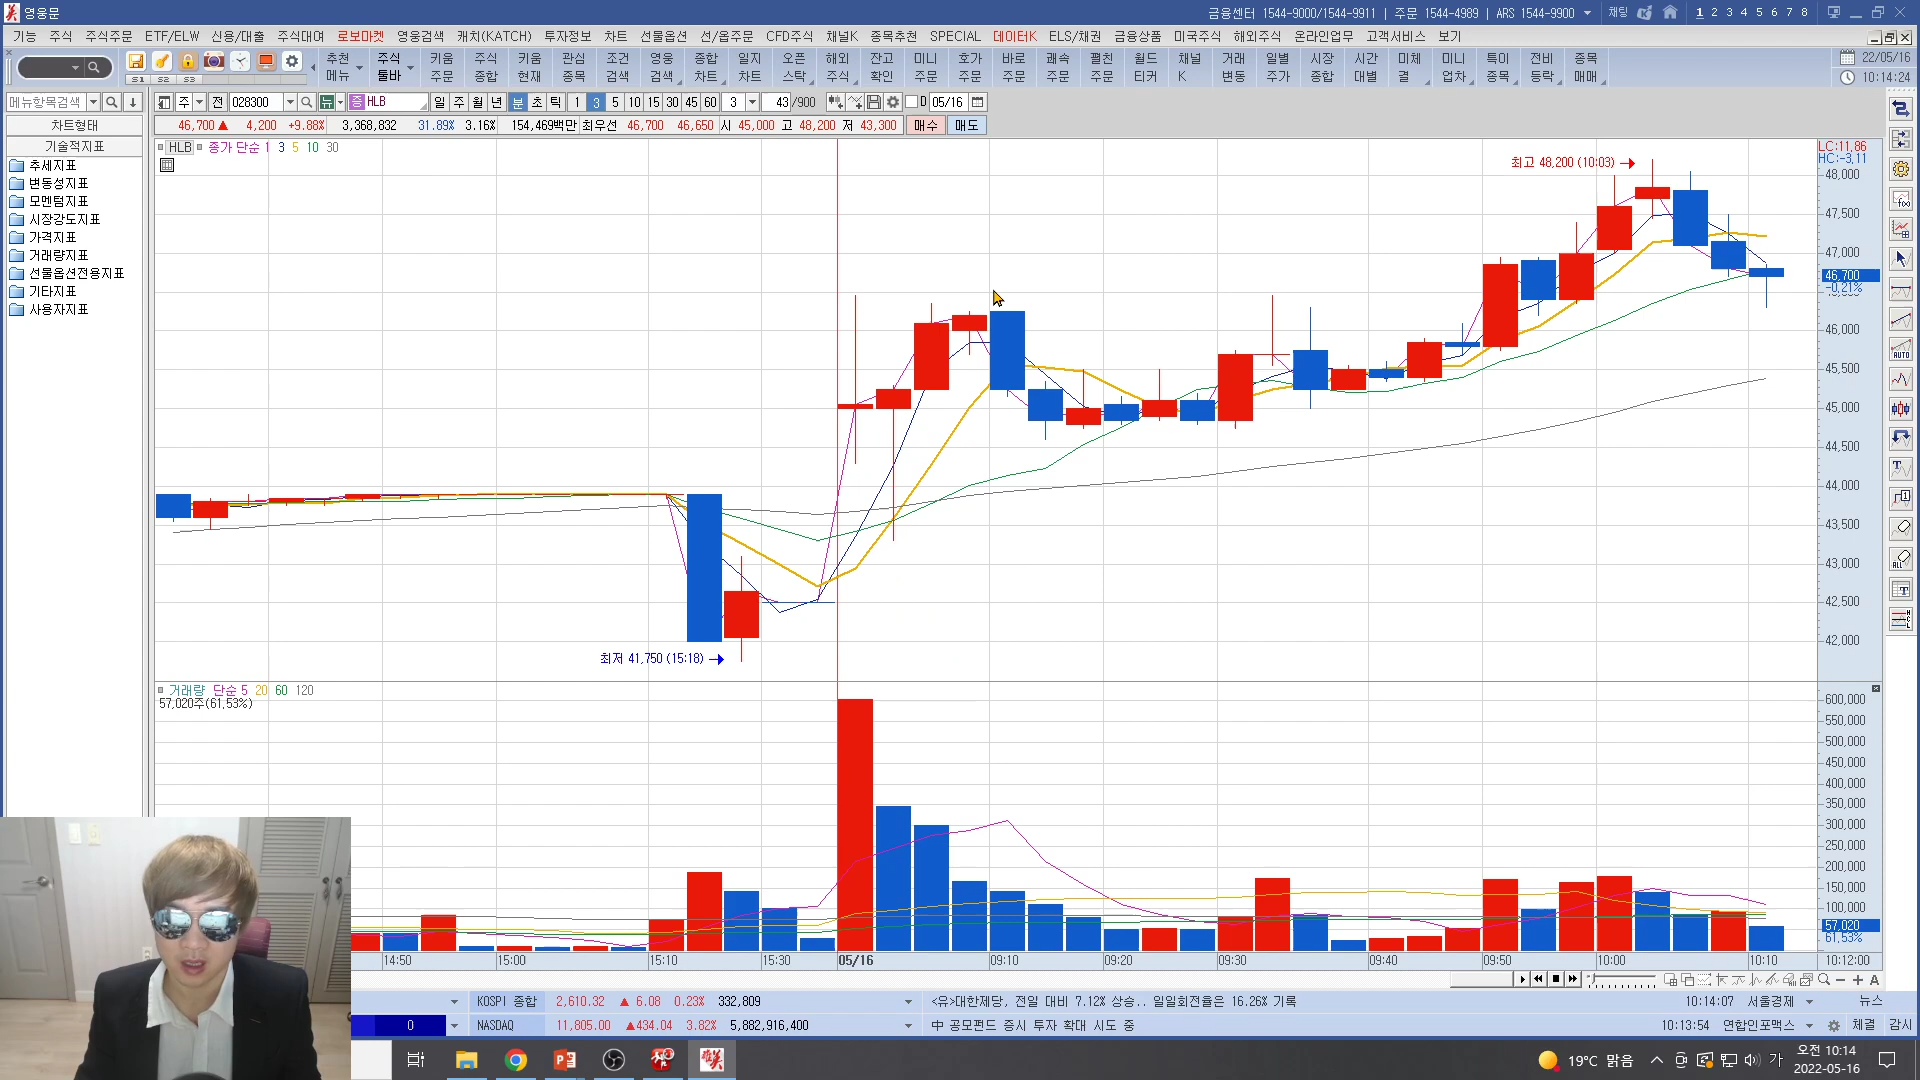 영웅문
금융센터 1544-9000/1544-9911 | 주문 1544-4989 | ARS 1544-9900 채팅 1 2 3 4 5 6 7 8
기능 주식 주식주문 ETF/ELW 신용/대출 주식대여 로보마켓 영웅검색 캐치(KATCH) 투자정보 차트 선물옵션 선/옵주문 CFD주식 채널K 종목추천 SPECIAL 데이터K ELS/채권 금융상품 미국주식 해외주식 온라인업무 고객서비스 보기
추천 주식 키움 주식 키움 관심 조건 영웅 종합 일지 오픈 해외 잔고 미니 호가 바로 쾌속 펼친 월드 채널 거래 일별 시장 시간 미체 미니 특미 전비 종목 22/05/16
메뉴 툴바 주문 종합 현재 종목 검색 검색 차트 차트 스탁 주식 확인 주문 주문 주문 주문 주문 티커 K 변동 주가 종합 대별 결 업차 종목 등락 매매 10:14:24
S1 S2 S3
메뉴항목검색 주 전 028300 뉴 증 HLB 일 주 월 년 분 초 틱 1 3 5 10 15 30 45 60 3 43 /900 D 05/16
차트형태
46,700 ▲ 4,200 +9.88% 3,368,832 31.89% 3.16% 154,469백만 최우선 46,700 46,650 시 45,000 고 48,200 저 43,300 매수 매도
기술적지표
HLB 종가 단순 1 3 5 10 30
LC:11,86
HC:-3,11
추세지표
변동성지표
모멘텀지표
시장강도지표
가격지표
거래량지표
선물옵션전용지표
기타지표
사용자지표
최고 48,200 (10:03)
48,000
47,500
47,000
46,700
-0,21%
46,000
45,500
45,000
44,500
44,000
43,500
43,000
42,500
42,000
최저 41,750 (15:18)
거래량 단순 5 20 60 120
57,020주(61,53%)
600,000
550,000
500,000
450,000
400,000
350,000
300,000
250,000
200,000
150,000
100,000
57,020
61,53%
14:50 15:00 15:10 15:30 05/16 09:10 09:20 09:30 09:40 09:50 10:00 10:10 10:12:00
A
KOSPI 종합 2,610.32 ▲ 6.08 0.23% 332,809 <유>대한제당, 전일 대비 7.12% 상승.. 일일회전율은 16.26% 기록 10:14:07 서울경제 뉴스
0 NASDAQ 11,805.00 ▲434.04 3.82% 5,882,916,400 中 공모펀드 증시 투자 확대 시도 중 10:13:54 연합인포맥스 체결 감시
19°C 맑음 가 오전 10:14
2022-05-16
AUTO
ALL